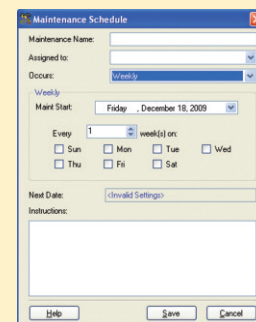 Maintenance Schedule
Maintenance Name:
Assigned to:
Occurs: Weekly
Weekly
Maint Start: Friday , December 18, 2009
Every 1 week(s) on:
Sun Mon Tue Wed
Thu Fri Sat
Next Date: <Invalid Settings>
Instructions:
Help Save Cancel